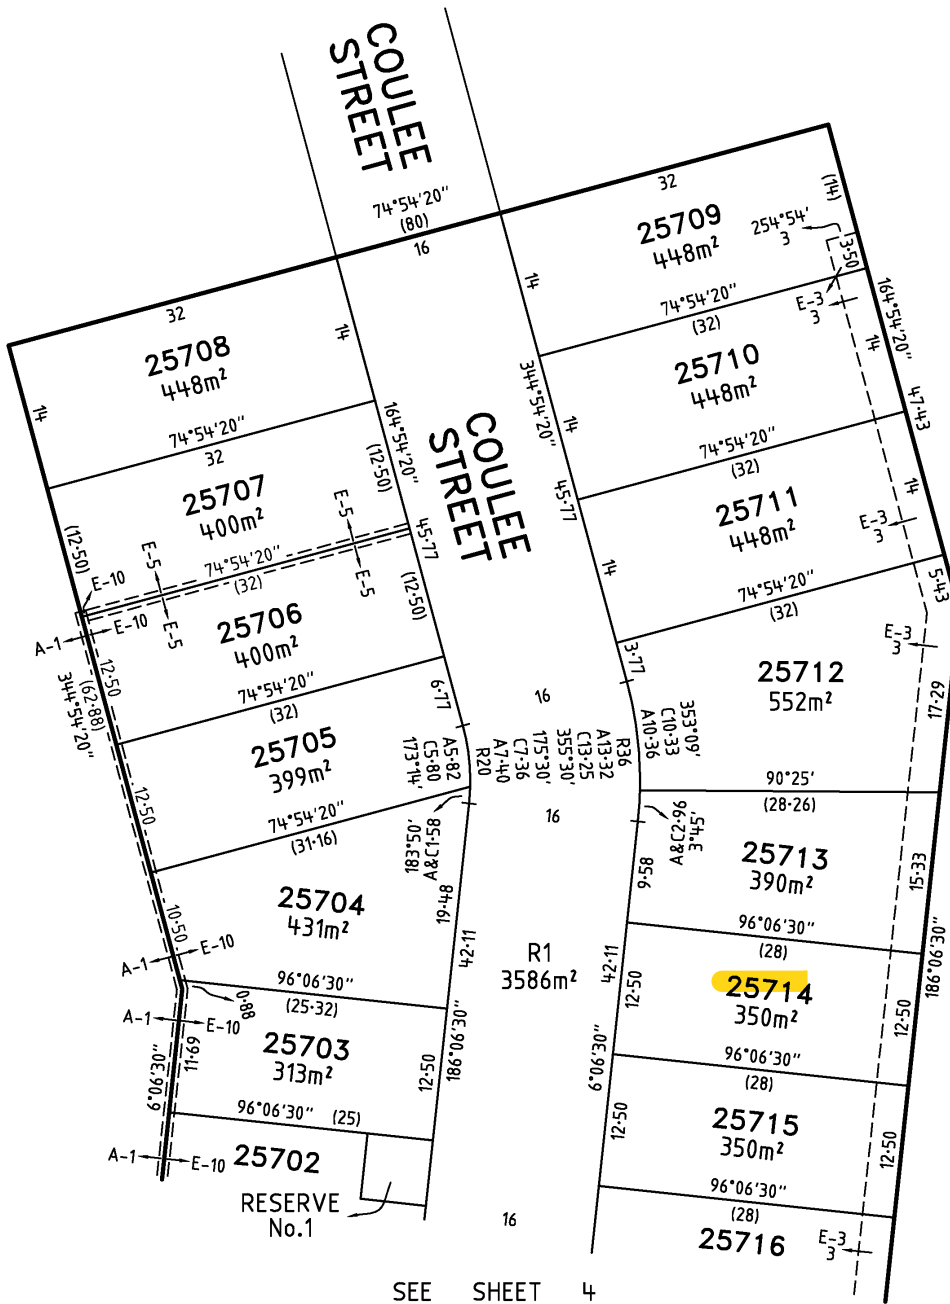 COULEE
STREET
74°54'20"
(80)
16
32
25709
448m²
254°54'
3
(14)
3·50
14
74°54'20"
(32)
E-3
3
164°54'20"
47·43
14
32
25708
448m²
14
14
74°54'20"
32
25710
448m²
344°54'20"
45·77
14
74°54'20"
(32)
COULEE
STREET
164°54'20"
45·77
(12·50)
25707
400m²
(12·50)
E-5
E-5
74°54'20"
(32)
E-5
E-5
E-10
25711
448m²
14
14
E-3
3
74°54'20"
(32)
5·43
A-1
E-10
25706
400m²
(12·50)
12·50
(62·88)
344°54'20"
74°54'20"
(32)
3·77
25712
552m²
E-3
3
17·29
16
6·77
25705
399m²
12·50
74°54'20"
(31·16)
A5·82
C5·80
173°14'
R20
A7·40
C7·36
175°30'
355°30'
C13·25
A13·32
R36
353°09'
C10·33
A10·36
90°25'
(28·26)
16
183°50'
A&C1·58
A&C2·96
3°45'
25713
390m²
9·58
15·33
25704
431m²
19·48
10·50
42·11
R1
3586m²
42·11
96°06'30"
(28)
186°06'30"
A-1
E-10
96°06'30"
(25·32)
0·88
25714
350m²
12·50
12·50
A-1
E-10
25703
313m²
11·69
6°06'30"
12·50
186°06'30"
6°06'30"
96°06'30"
(28)
96°06'30" (25)
25715
350m²
12·50
12·50
A-1
E-10
25702
RESERVE
No.1
16
96°06'30"
(28)
25716
E-3
3
SEE SHEET 4